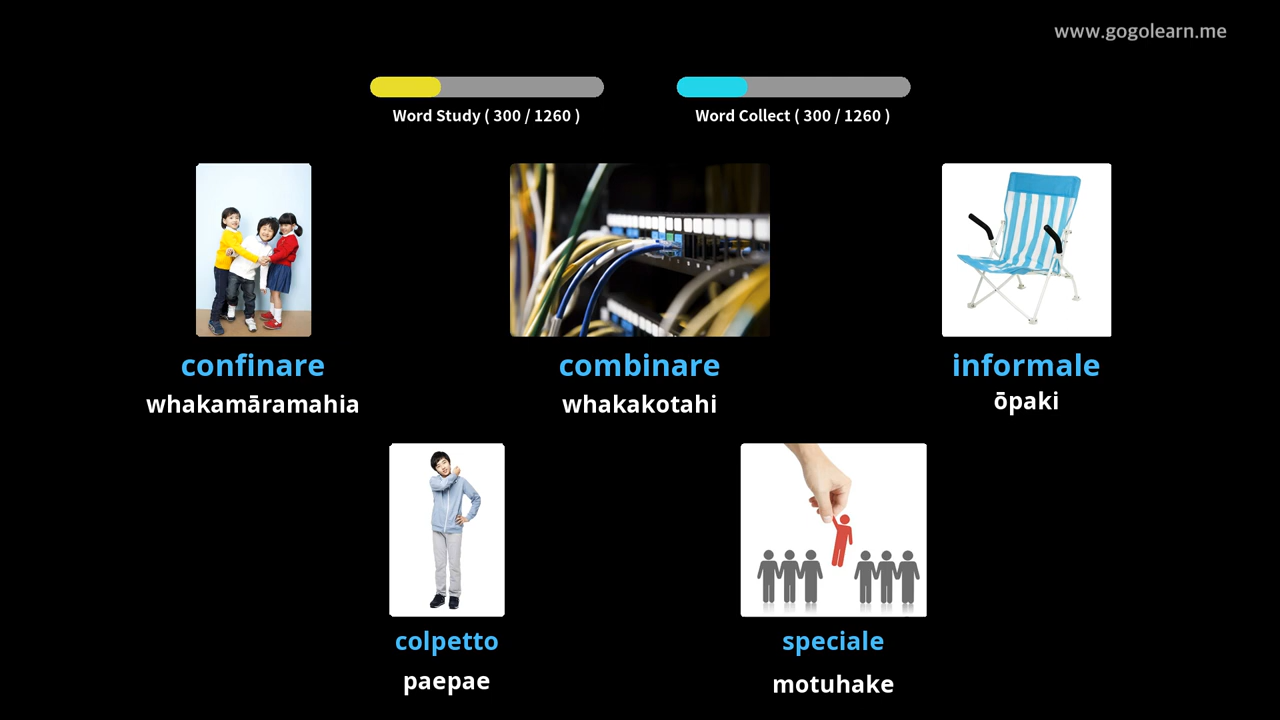 www.gogolearn.me
Word Study ( 300 / 1260 )
Word Collect ( 300 / 1260 )
confinare
whakamāramahia
combinare
whakakotahi
informale
ōpaki
colpetto
paepae
speciale
motuhake